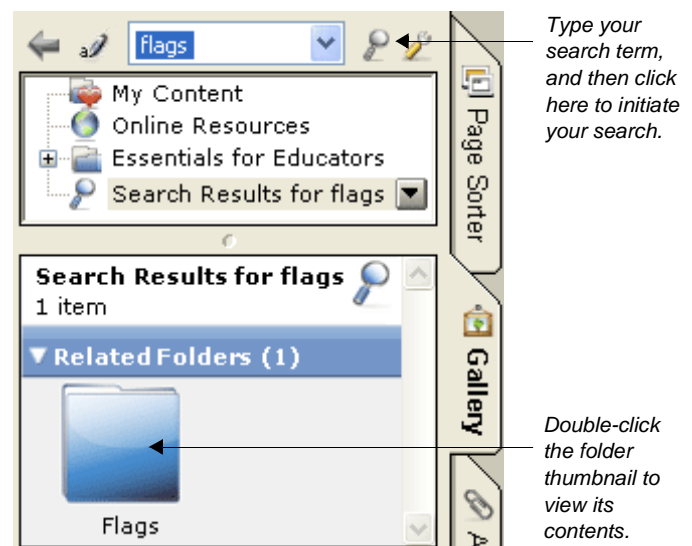 flags
Type your
search term,
and then click
here to initiate
your search.
My Content
Online Resources
Essentials for Educators
Search Results for flags
Page Sorter
Search Results for flags
1 item
Related Folders (1)
Gallery
Flags
Double-click
the folder
thumbnail to
view its
contents.
A